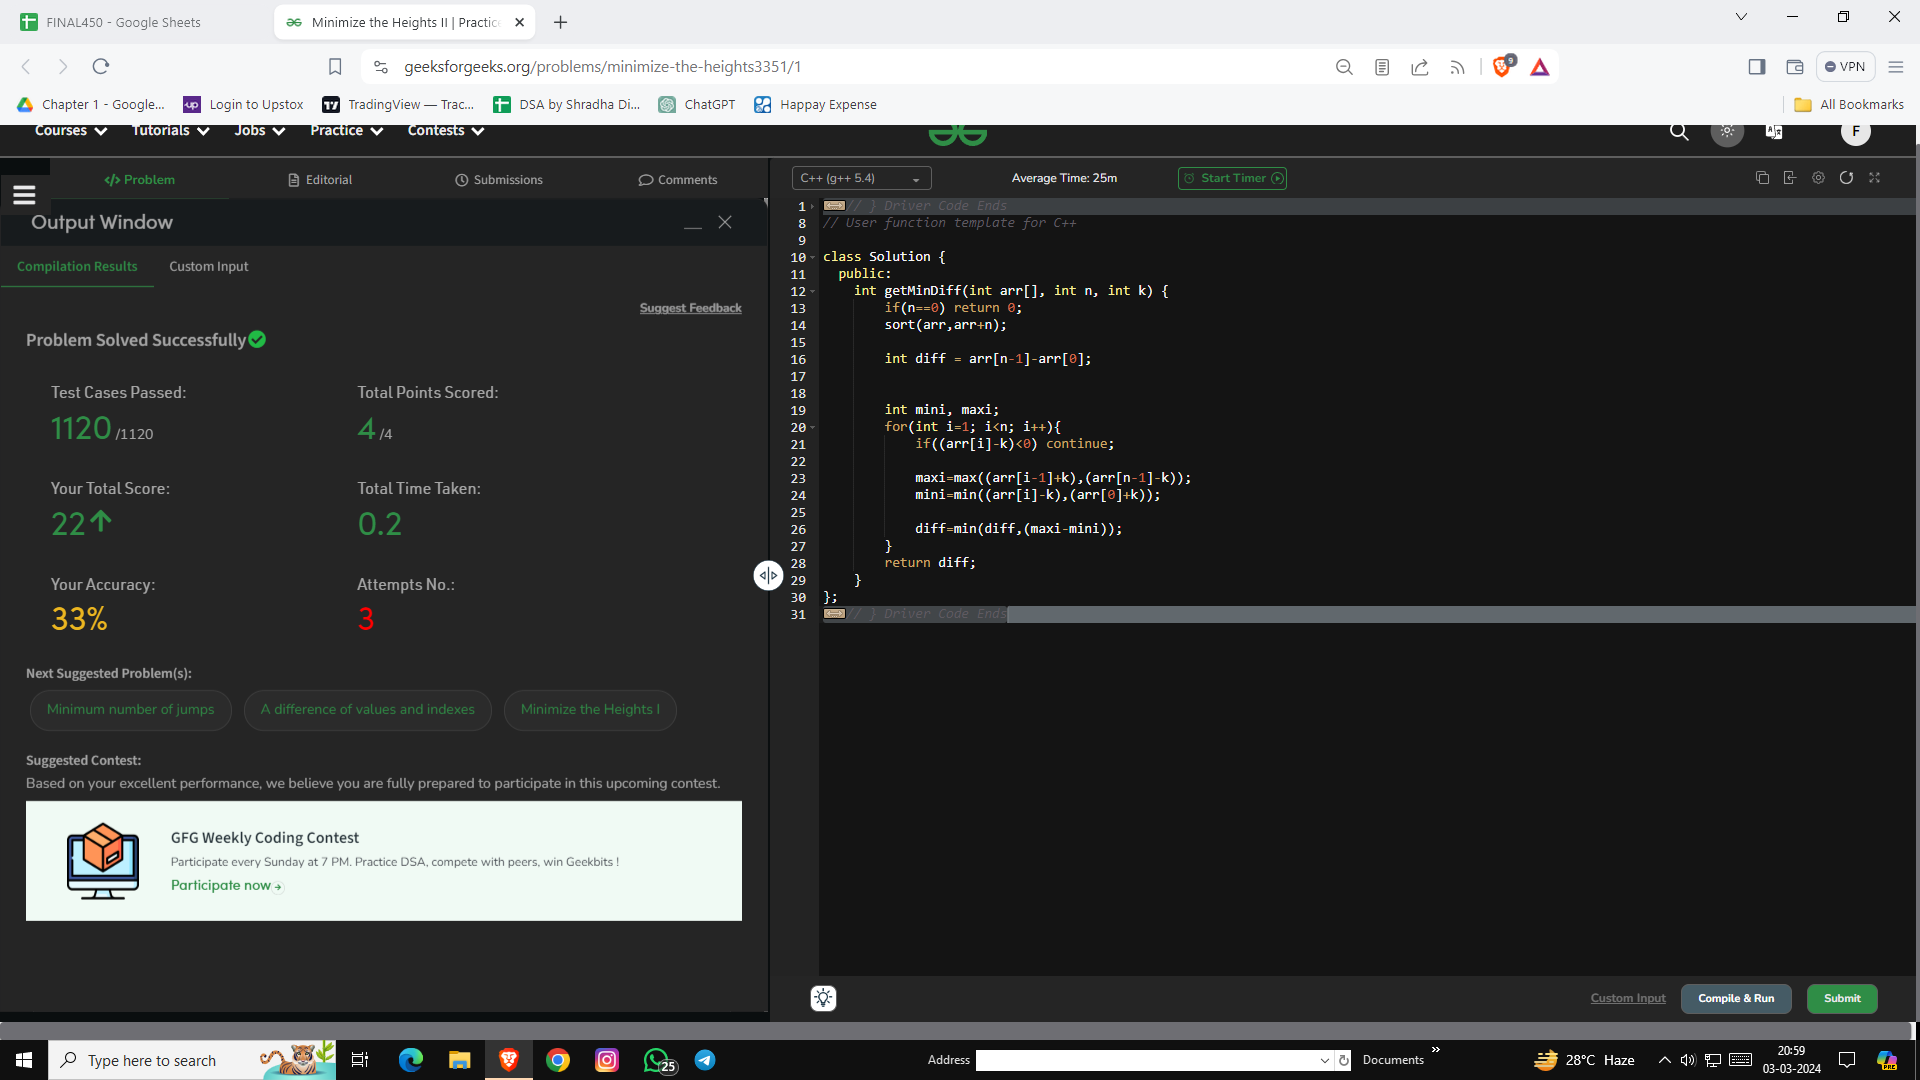 FINAL450 - Google Sheets
Minimize the Heights II | Practic
geeksforgeeks.org/problems/minimize-the-heights3351/1
9
VPN
Chapter 1 - Google...
Login to Upstox
TradingView — Trac...
DSA by Shradha Di...
ChatGPT
Happay Expense
All Bookmarks
Courses
Tutorials
Jobs
Practice
Contests
F
</> Problem
Editorial
Submissions
Comments
Output Window
Compilation Results
Custom Input
Suggest Feedback
Problem Solved Successfully
Test Cases Passed:
1120 /1120
Total Points Scored:
4 /4
Your Total Score:
22
Total Time Taken:
0.2
Your Accuracy:
33%
Attempts No.:
3
Next Suggested Problem(s):
Minimum number of jumps
A difference of values and indexes
Minimize the Heights I
Suggested Contest:
Based on your excellent performance, we believe you are fully prepared to participate in this upcoming contest.
GFG Weekly Coding Contest
Participate every Sunday at 7 PM. Practice DSA, compete with peers, win Geekbits !
Participate now
C++ (g++ 5.4)
Average Time: 25m
Start Timer
1 // } Driver Code Ends
8 // User function template for C++
9
10 class Solution {
11 public:
12 int getMinDiff(int arr[], int n, int k) {
13 if(n==0) return 0;
14 sort(arr,arr+n);
15
16 int diff = arr[n-1]-arr[0];
17
18
19 int mini, maxi;
20 for(int i=1; i<n; i++){
21 if((arr[i]-k)<0) continue;
22
23 maxi=max((arr[i-1]+k),(arr[n-1]-k));
24 mini=min((arr[i]-k),(arr[0]+k));
25
26 diff=min(diff,(maxi-mini));
27 }
28 return diff;
29 }
30 };
31 // } Driver Code Ends
Custom Input
Compile & Run
Submit
Type here to search
25
Address
Documents
28°C Haze
20:59
03-03-2024
PRE